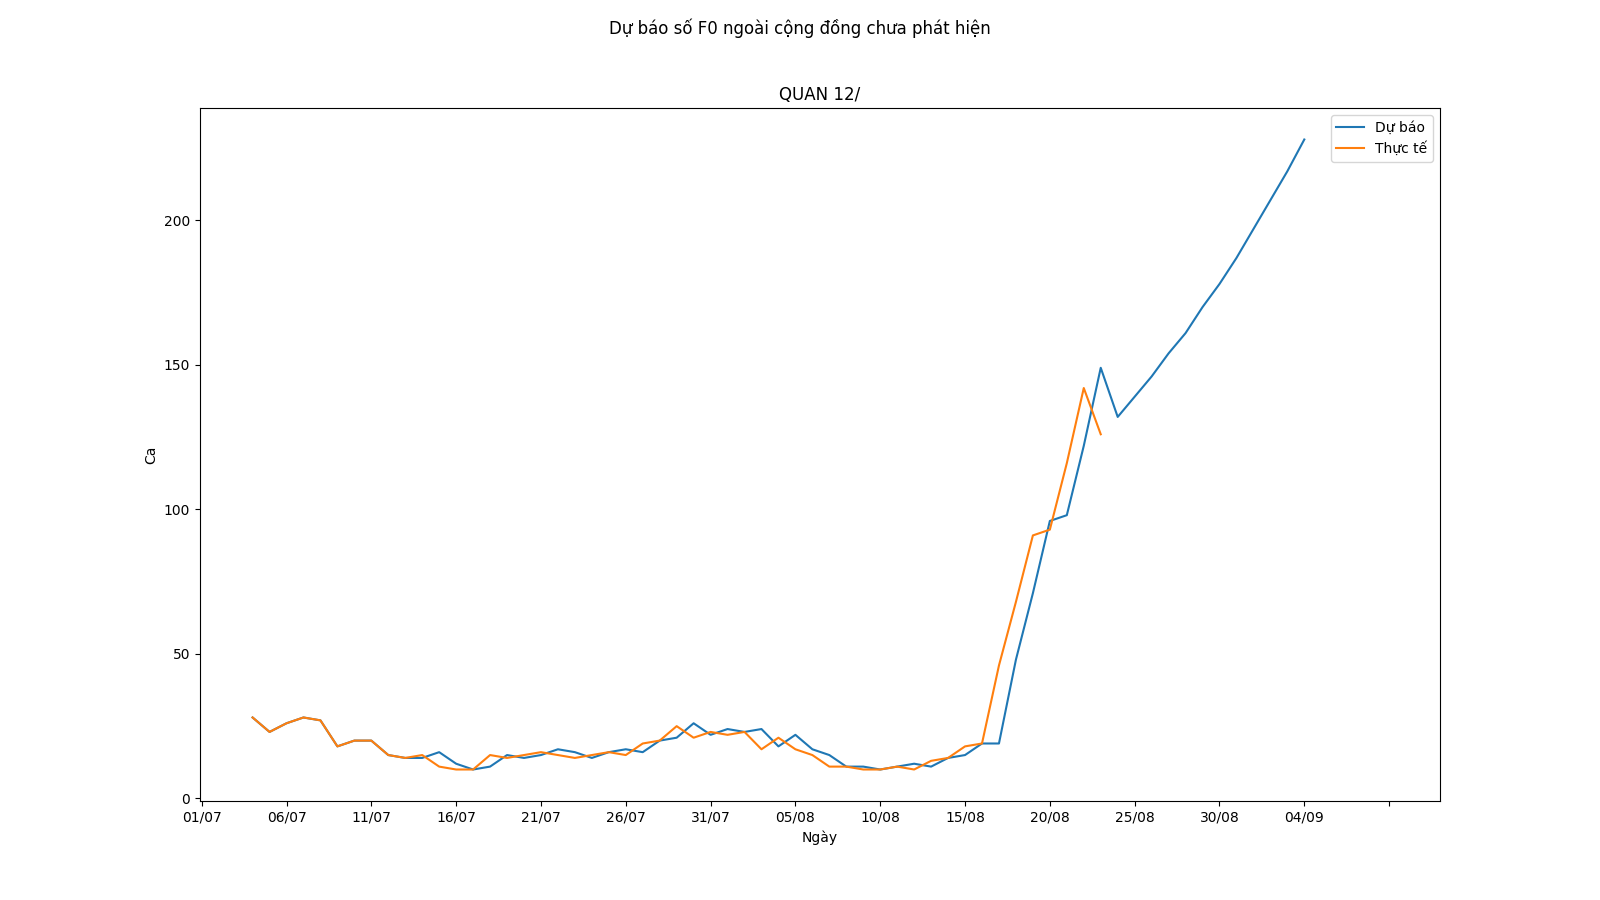 Dự báo số F0 ngoài cộng đồng chưa phát hiện
QUAN 12/
Dự báo
Thực tế
200
150
100
50
0
Ca
01/07 06/07 11/07 16/07 21/07 26/07 31/07 05/08 10/08 15/08 20/08 25/08 30/08 04/09
Ngày